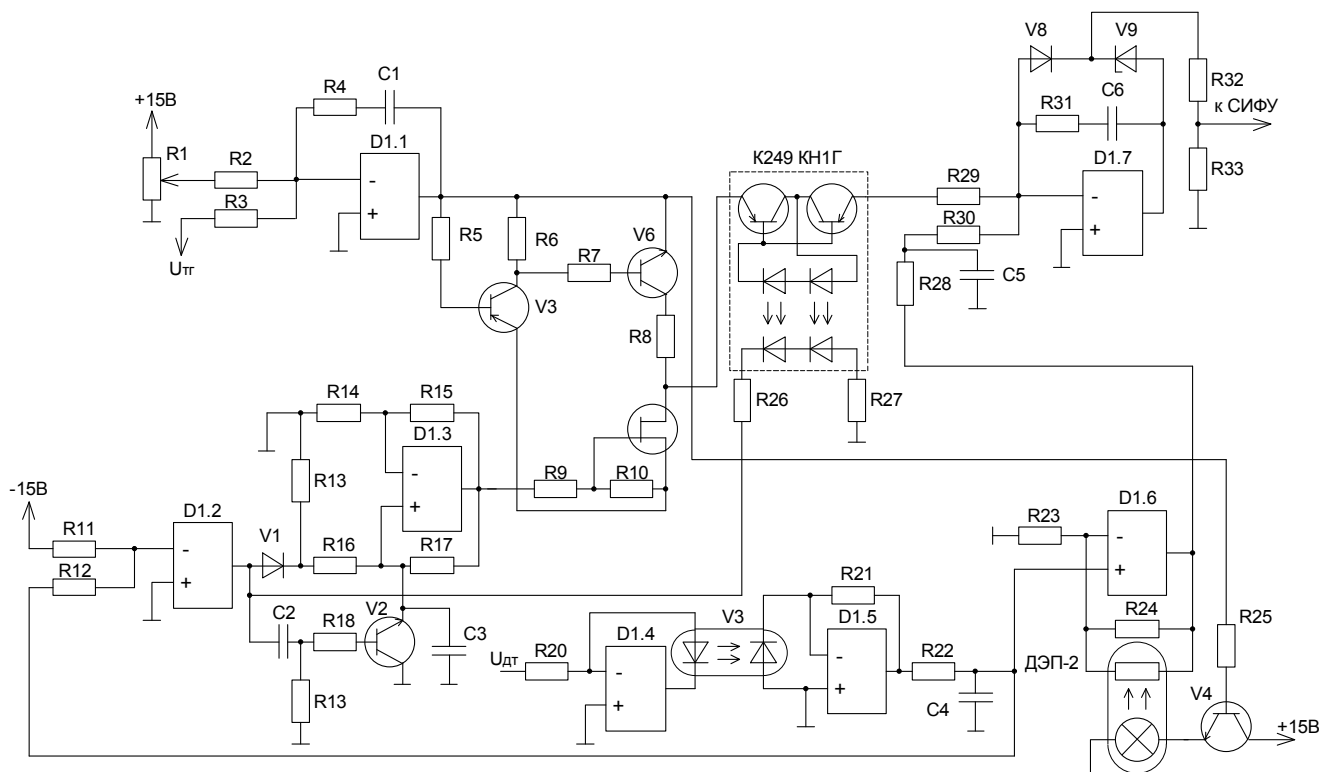 V8
V9
R4
C1
R32
+15В
R31
C6
к СИФУ
R1
R2
D1.1
К249 КН1Г
D1.7
R33
-
R29
-
R3
+
R30
+
R5
R6
V6
R7
Uтг
R28
C5
V3
R8
R14
R15
R26
R27
D1.3
-
R13
R9
R10
+
-15В
D1.2
V1
D1.6
R11
R16
R17
R23
-
-
R12
+
R21
+
C2
R18
V2
V3
D1.5
R24
R25
C3
D1.4
Uдт
R20
-
-
R22
ДЭП-2
+
+
R13
C4
V4
+15В